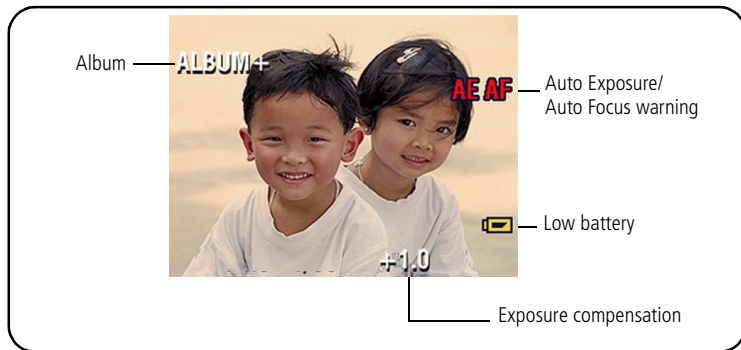 Album
ALBUM+
AE AF
Auto Exposure/
Auto Focus warning
Low battery
+1.0
Exposure compensation